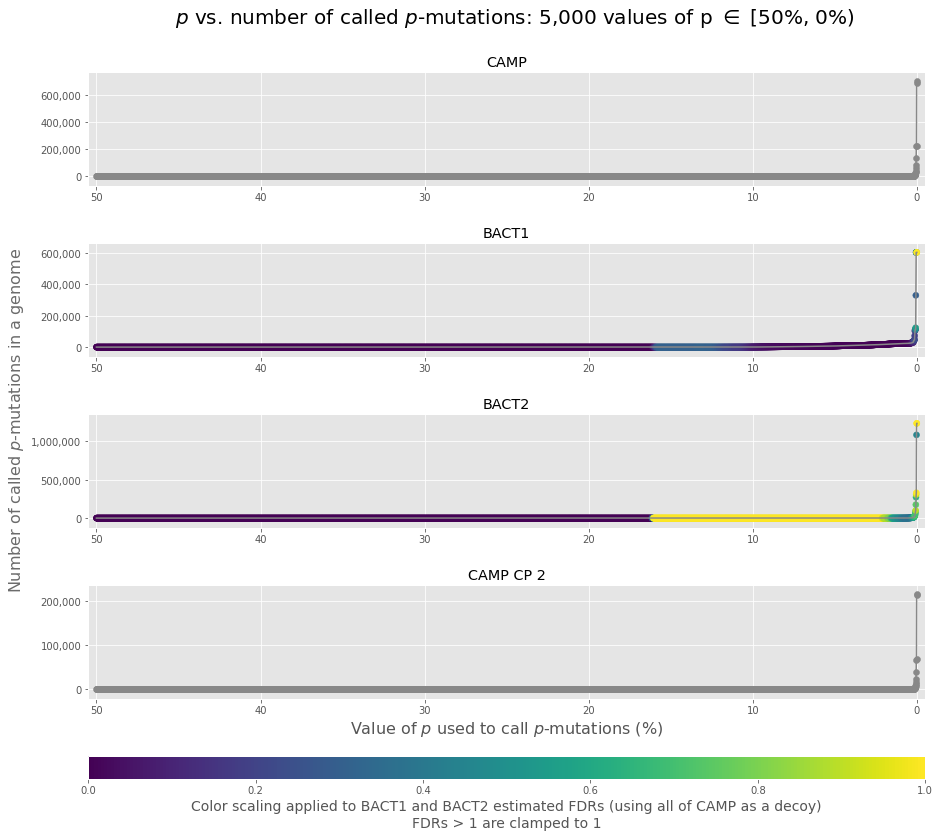 p vs. number of called p-mutations: 5,000 values of p ∈ [50%, 0%)
CAMP
600,000
400,000
200,000
0
50 40 30 20 10 0
BACT1
600,000
400,000
200,000
0
50 40 30 20 10 0
Number of called p-mutations in a genome
BACT2
1,000,000
500,000
0
50 40 30 20 10 0
CAMP CP 2
200,000
100,000
0
50 40 30 20 10 0
Value of p used to call p-mutations (%)
0.0 0.2 0.4 0.6 0.8 1.0
Color scaling applied to BACT1 and BACT2 estimated FDRs (using all of CAMP as a decoy)
FDRs > 1 are clamped to 1